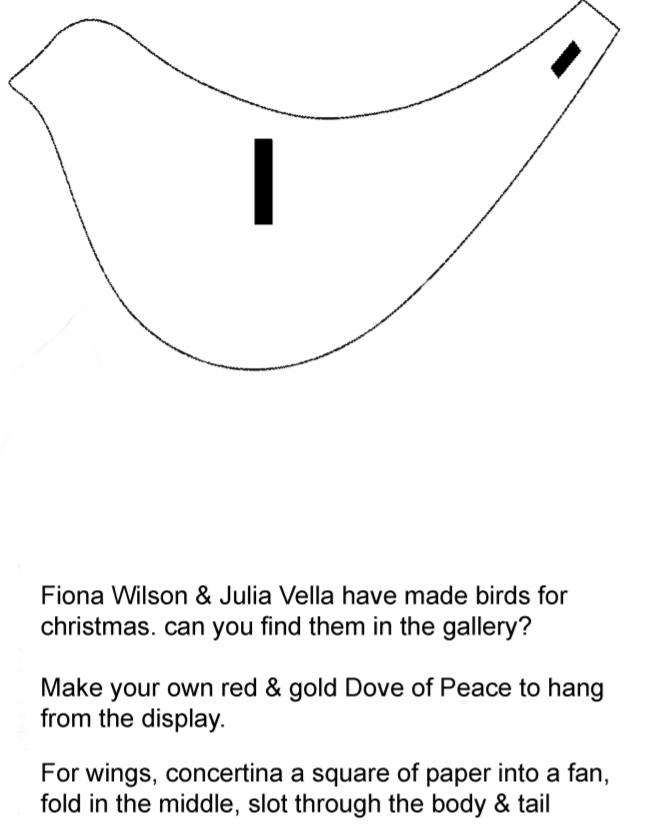 Fiona Wilson & Julia Vella have made birds for
christmas. can you find them in the gallery?
Make your own red & gold Dove of Peace to hang
from the display.
For wings, concertina a square of paper into a fan,
fold in the middle, slot through the body & tail